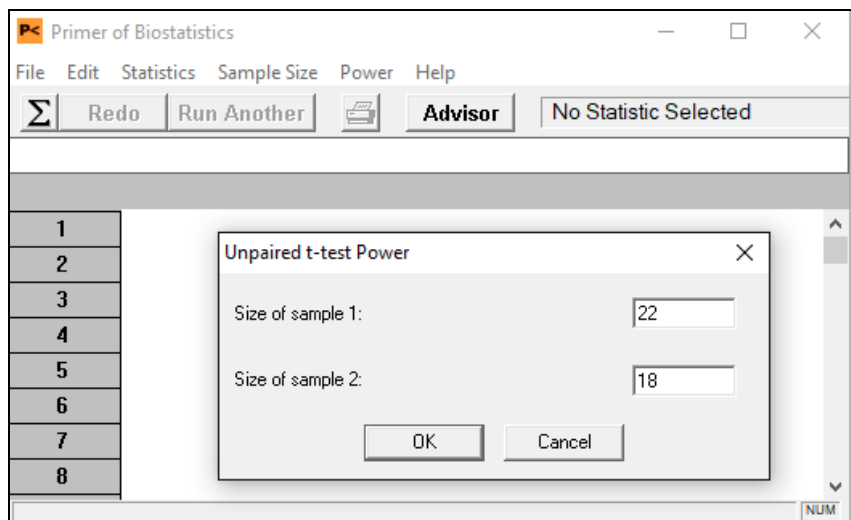 P< Primer of Biostatistics
File Edit Statistics Sample Size Power Help
Σ Redo Run Another Advisor No Statistic Selected
1
2
3
4
5
6
7
8
Unpaired t-test Power
Size of sample 1: 22
Size of sample 2: 18
OK Cancel
NUM